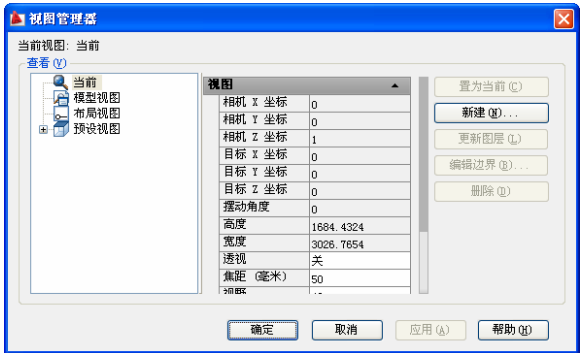 视图管理器
当前视图: 当前
查看(V)
当前
模型视图
布局视图
预设视图
视图
相机 X 坐标 0
相机 Y 坐标 0
相机 Z 坐标 1
目标 X 坐标 0
目标 Y 坐标 0
目标 Z 坐标 0
摆动角度 0
高度 1684.4324
宽度 3026.7654
透视 关
焦距 (毫米) 50
置为当前(C)
新建(N)...
更新图层(L)
编辑边界(B)...
删除(D)
确定
取消
应用(A)
帮助(H)